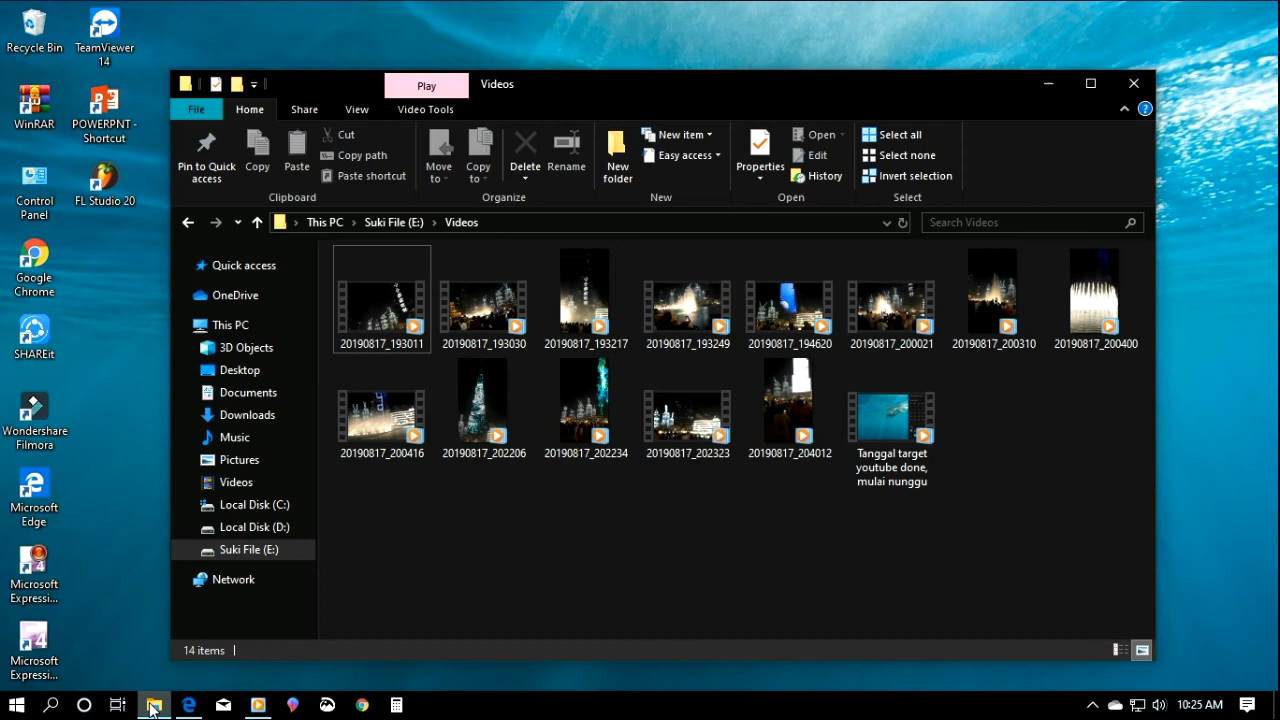 Recycle Bin
TeamViewer
14
WinRAR
POWERPNT -
Shortcut
Control
Panel
FL Studio 20
Google
Chrome
SHAREit
Wondershare
Filmora
Microsoft
Edge
Microsoft
Expressi...
Microsoft
Expressi...
Play
Videos
File
Home
Share
View
Video Tools
Pin to Quick
access
Copy
Paste
Cut
Copy path
Paste shortcut
Clipboard
Move
to
Copy
to
Delete
Rename
Organize
New
folder
New item
Easy access
New
Properties
Open
Edit
History
Open
Select all
Select none
Invert selection
Select
This PC
Suki File (E:)
Videos
Search Videos
Quick access
OneDrive
This PC
3D Objects
Desktop
Documents
Downloads
Music
Pictures
Videos
Local Disk (C:)
Local Disk (D:)
Suki File (E:)
Network
20190817_193011
20190817_193030
20190817_193217
20190817_193249
20190817_194620
20190817_200021
20190817_200310
20190817_200400
20190817_200416
20190817_202206
20190817_202234
20190817_202323
20190817_204012
Tanggal target
youtube done,
mulai nunggu
14 items
10:25 AM